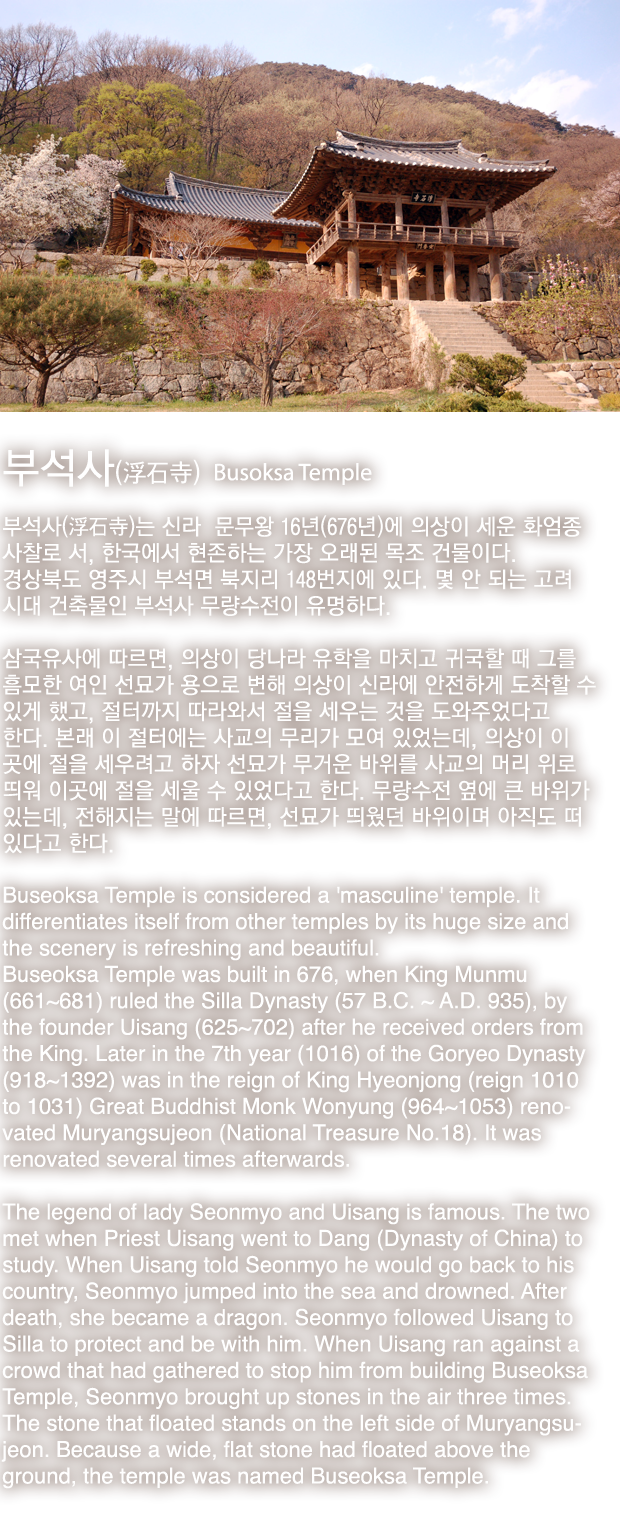 부석사(浮石寺) Busoksa Temple
부석사(浮石寺)는 신라 문무왕 16년(676년)에 의상이 세운 화엄종
사찰로 서, 한국에서 현존하는 가장 오래된 목조 건물이다.
경상북도 영주시 부석면 북지리 148번지에 있다. 몇 안 되는 고려
시대 건축물인 부석사 무량수전이 유명하다.
삼국유사에 따르면, 의상이 당나라 유학을 마치고 귀국할 때 그를
흠모한 여인 선묘가 용으로 변해 의상이 신라에 안전하게 도착할 수
있게 했고, 절터까지 따라와서 절을 세우는 것을 도와주었다고
한다. 본래 이 절터에는 사교의 무리가 모여 있었는데, 의상이 이
곳에 절을 세우려고 하자 선묘가 무거운 바위를 사교의 머리 위로
띄워 이곳에 절을 세울 수 있었다고 한다. 무량수전 옆에 큰 바위가
있는데, 전해지는 말에 따르면, 선묘가 띄웠던 바위이며 아직도 떠
있다고 한다.
Buseoksa Temple is considered a 'masculine' temple. It
differentiates itself from other temples by its huge size and
the scenery is refreshing and beautiful.
Buseoksa Temple was built in 676, when King Munmu
(661~681) ruled the Silla Dynasty (57 B.C. ~ A.D. 935), by
the founder Uisang (625~702) after he received orders from
the King. Later in the 7th year (1016) of the Goryeo Dynasty
(918~1392) was in the reign of King Hyeonjong (reign 1010
to 1031) Great Buddhist Monk Wonyung (964~1053) reno-
vated Muryangsujeon (National Treasure No.18). It was
renovated several times afterwards.
The legend of lady Seonmyo and Uisang is famous. The two
met when Priest Uisang went to Dang (Dynasty of China) to
study. When Uisang told Seonmyo he would go back to his
country, Seonmyo jumped into the sea and drowned. After
death, she became a dragon. Seonmyo followed Uisang to
Silla to protect and be with him. When Uisang ran against a
crowd that had gathered to stop him from building Buseoksa
Temple, Seonmyo brought up stones in the air three times.
The stone that floated stands on the left side of Muryangsu-
jeon. Because a wide, flat stone had floated above the
ground, the temple was named Buseoksa Temple.